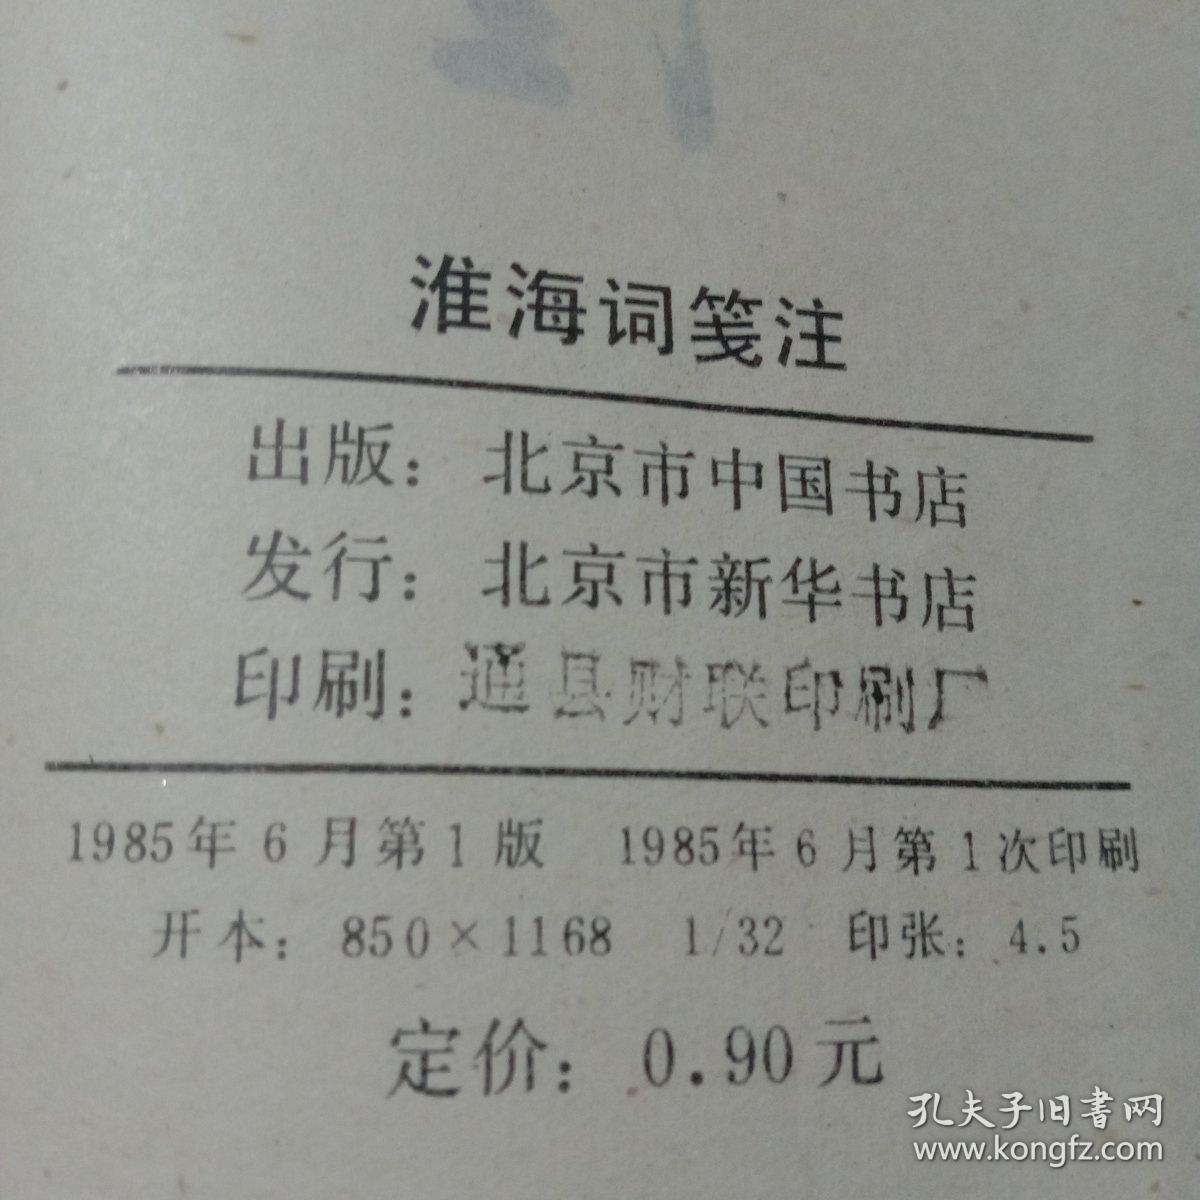 淮海词笺注
出版：北京市中国书店
发行：北京市新华书店
印刷：通县财联印刷厂
1985年6月第1版 1985年6月第1次印刷
开本：850×1168 1/32 印张：4.5
定价：0.90元
孔夫子旧書网
www.kongfz.com